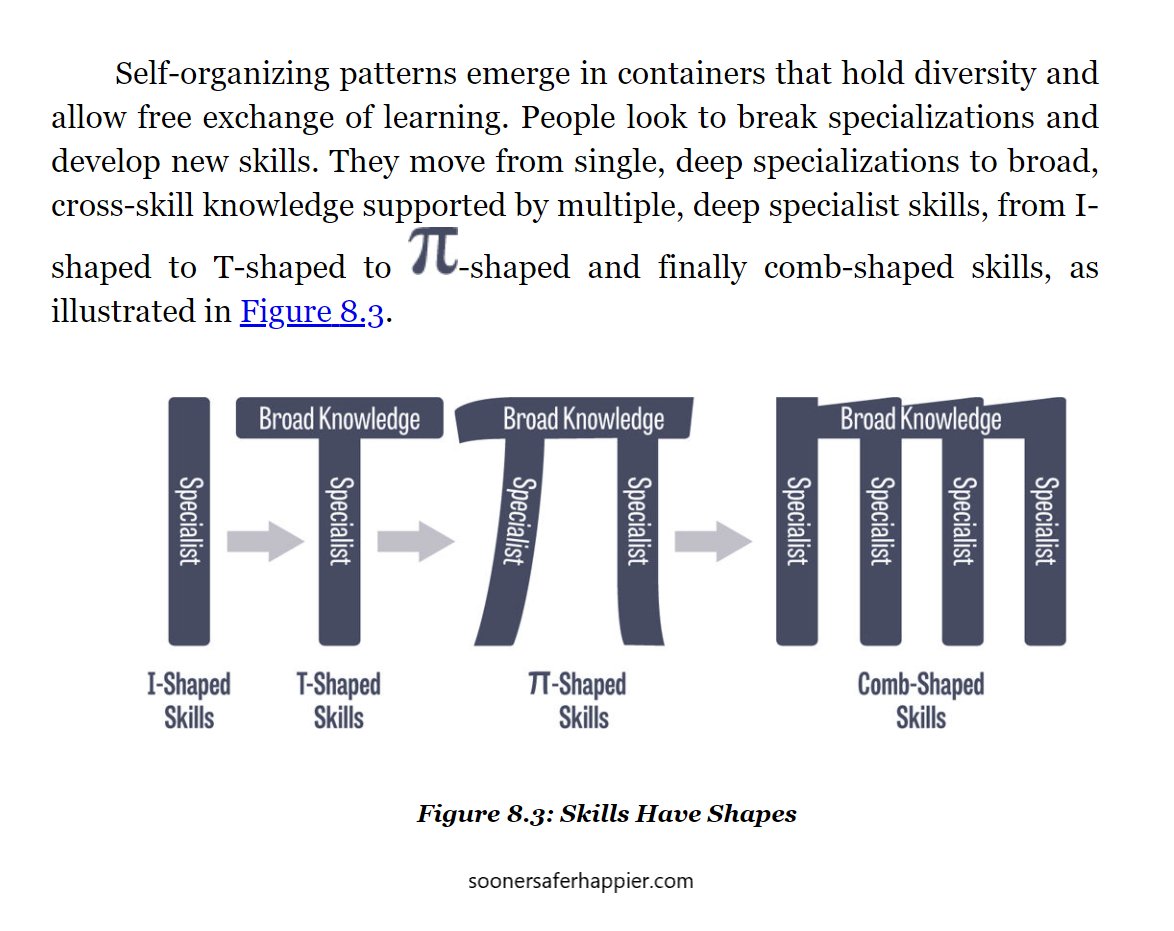 Self-organizing patterns emerge in containers that hold diversity and
allow free exchange of learning. People look to break specializations and
develop new skills. They move from single, deep specializations to broad,
cross-skill knowledge supported by multiple, deep specialist skills, from I-
shaped to T-shaped to π-shaped and finally comb-shaped skills, as
illustrated in Figure 8.3.
Specialist
Broad Knowledge
Specialist
Broad Knowledge
Specialist
Specialist
Broad Knowledge
Specialist
Specialist
Specialist
Specialist
I-Shaped
Skills
T-Shaped
Skills
π-Shaped
Skills
Comb-Shaped
Skills
Figure 8.3: Skills Have Shapes
soonersaferhappier.com